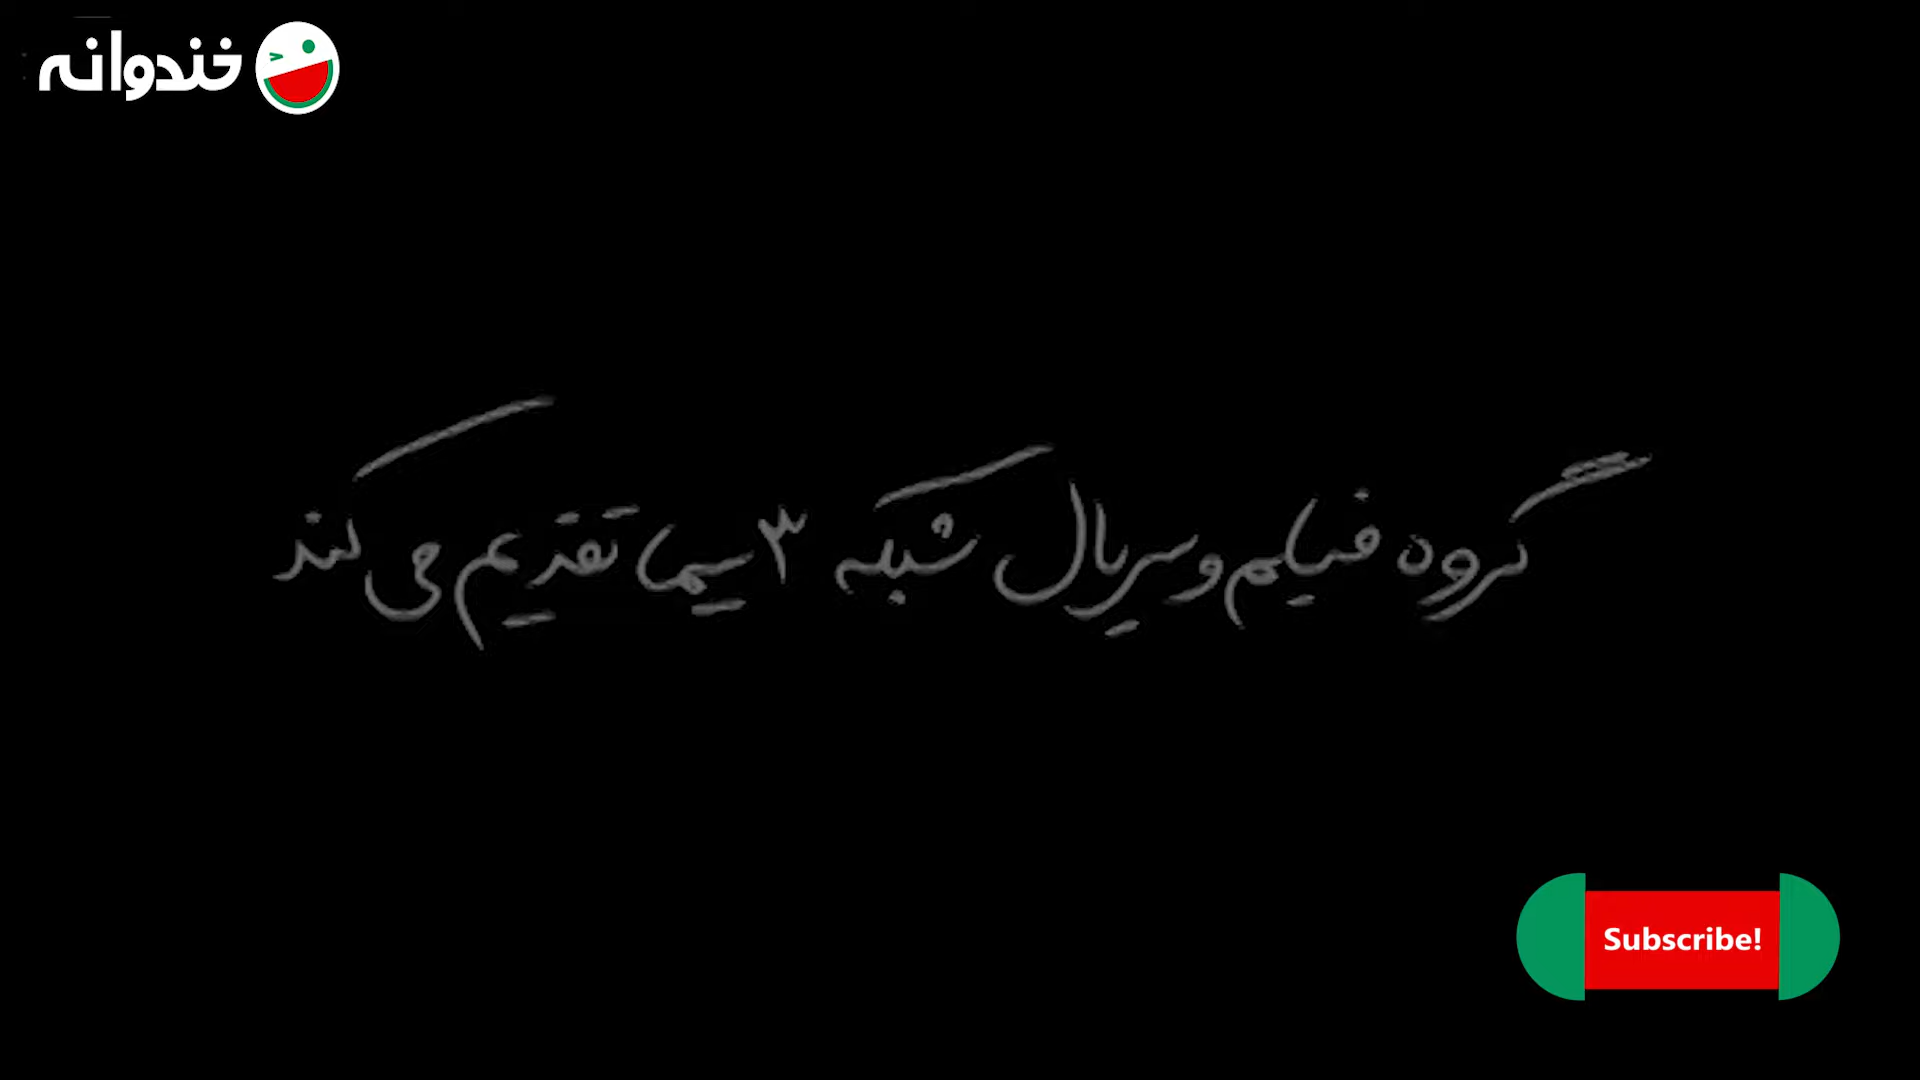 خندوانه
گروه فیلم و سریال شبکه ۳ سیما تقدیم می کند
Subscribe!